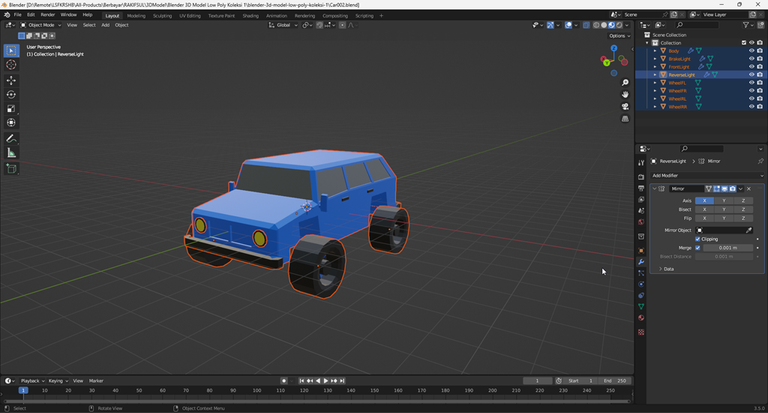 Blender [D:\Remote\LSFKRSH\All-Products\Berbayar\RAKIFSUL\3DModel\Blender 3D Model Low Poly Koleksi 1\blender-3d-model-low-poly-koleksi-1\Car002.blend]
File Edit Render Window Help Layout Modeling Sculpting UV Editing Texture Paint Shading Animation Rendering Compositing Geometry Nodes Scripting Scene View Layer
Object Mode View Select Add Object Global
Options
User Perspective
(1) Collection | ReverseLight
Scene Collection
Collection
Body
BrakeLight
FrontLight
ReverseLight
WheelFL
WheelFR
WheelRL
WheelRR
ReverseLight > Mirror
Add Modifier
Mirror
Axis X Y Z
Bisect X Y Z
Flip X Y Z
Mirror Object
Clipping
Merge 0.001 m
Bisect Distance 0.001 m
Data
Playback Keying View Marker 1 Start 1 End 250
1 10 20 30 40 50 60 70 80 90 100 110 120 130 140 150 160 170 180 190 200 210 220 230 240 250
Select Rotate View Object Context Menu 3.5.0